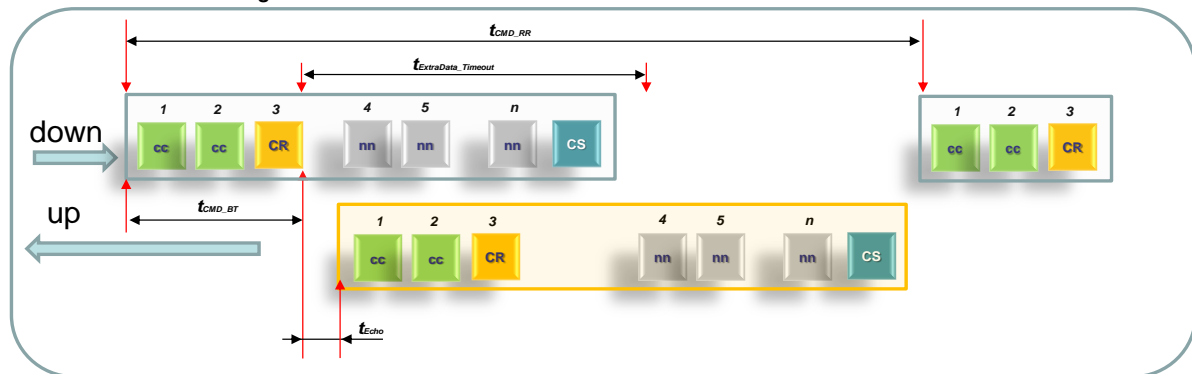 tCMD_RR
tExtraData_Timeout
1 2 3 4 5 n
cc cc CR nn nn nn CS
1 2 3
cc cc CR
down
up
tCMD_BT
1 2 3 4 5 n
cc cc CR nn nn nn CS
tEcho